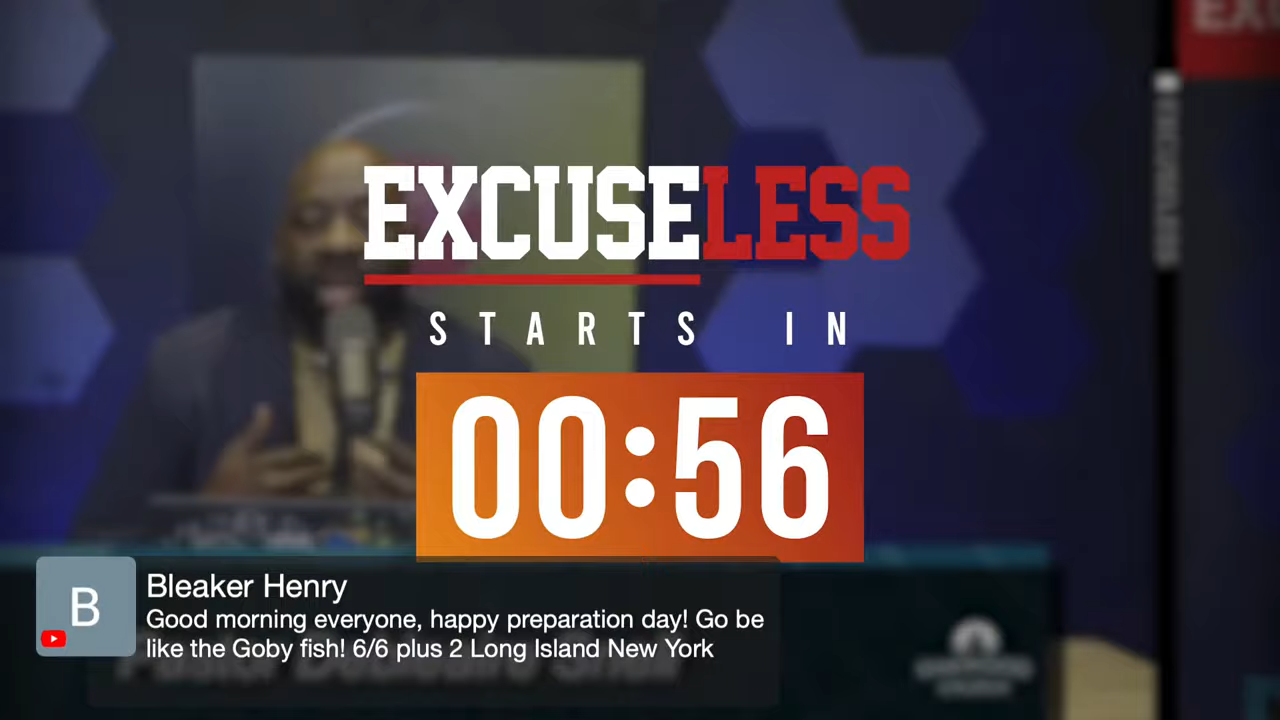 EXCUSELESS
STARTS IN
00:56
B
Bleaker Henry
Good morning everyone, happy preparation day! Go be
like the Goby fish! 6/6 plus 2 Long Island New York
EXCUSELESS